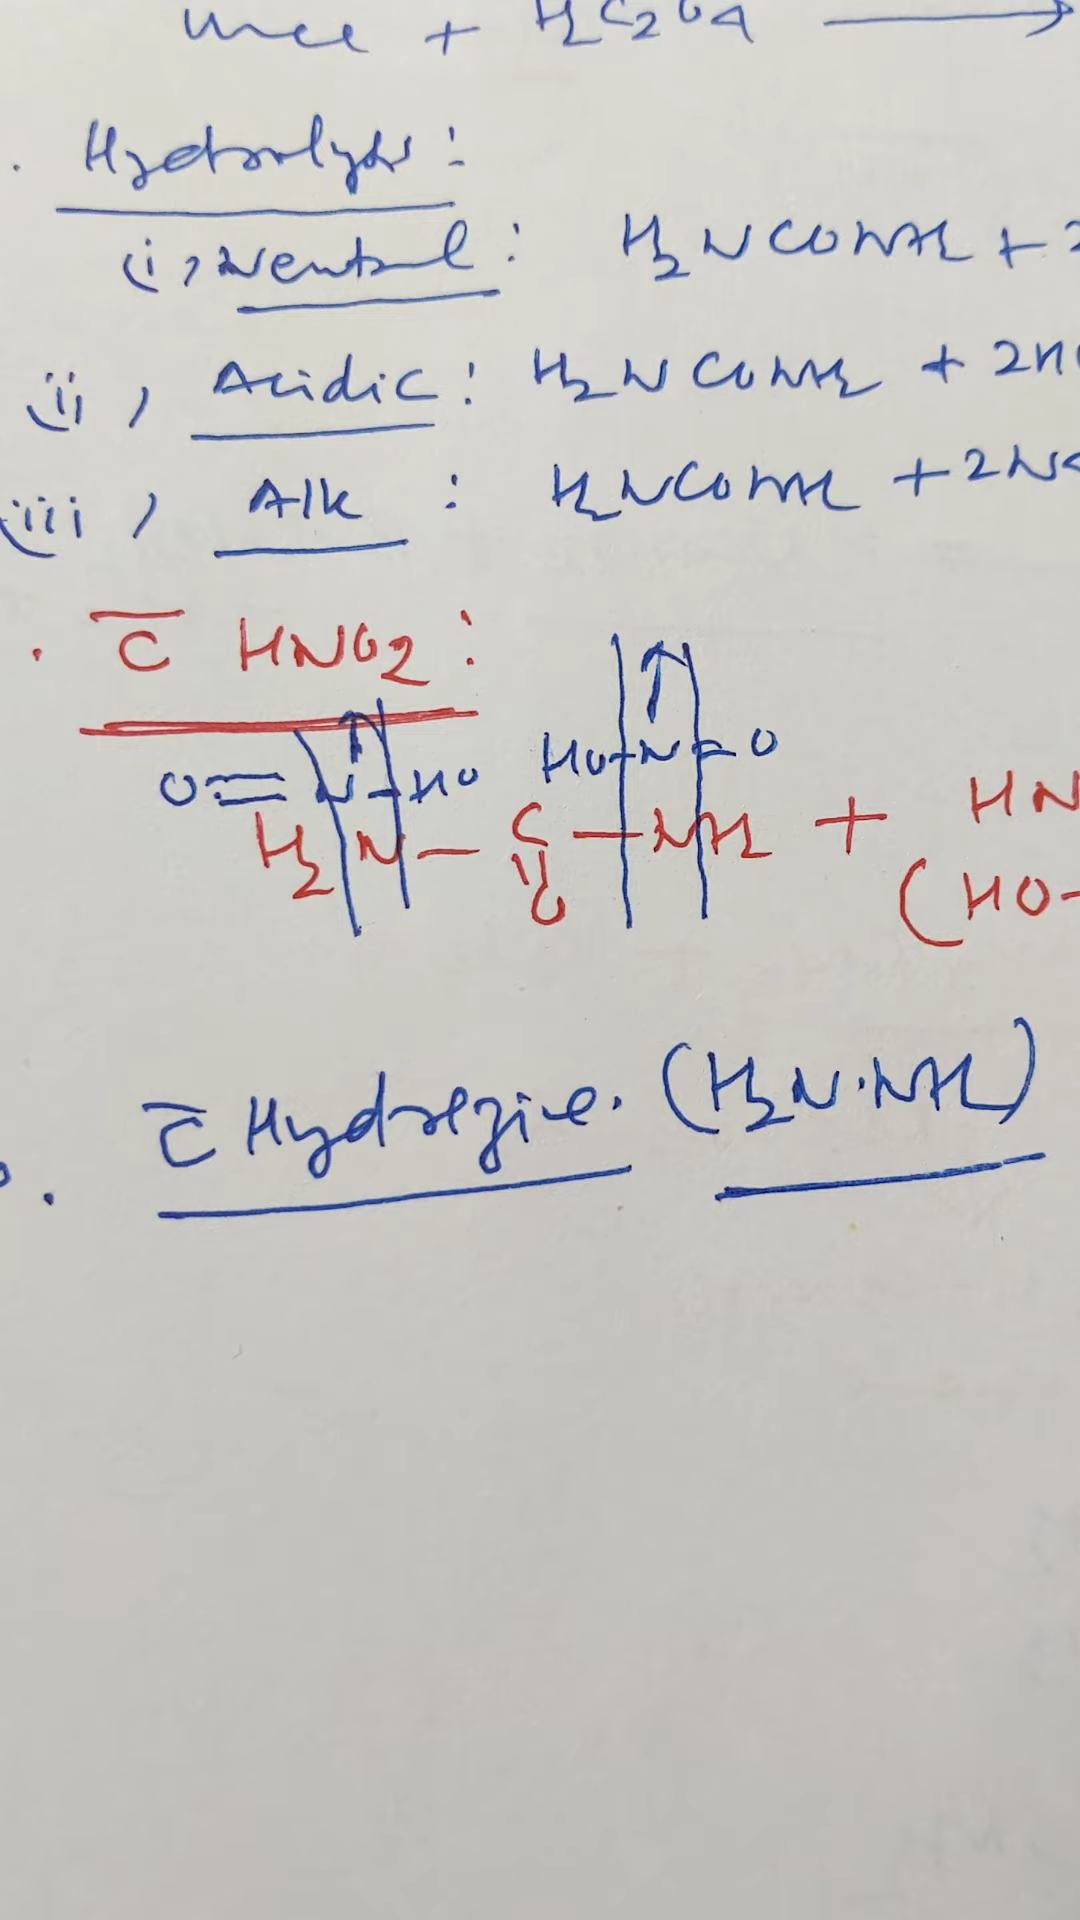 Urea + H2C2O4 ⟶
. Hydrolysis :
(i) Neutral : H2NCONH2 +
(ii) Acidic : H2NCONH2 + 2H
(iii) Alk : H2NCONH2 + 2Na
. c̅ HNO2 :
HO-N=O
O=N-HO
H2N-C-NH2 + HN
O (HO-
. c̅ Hydrazine. (H2N.NH2)